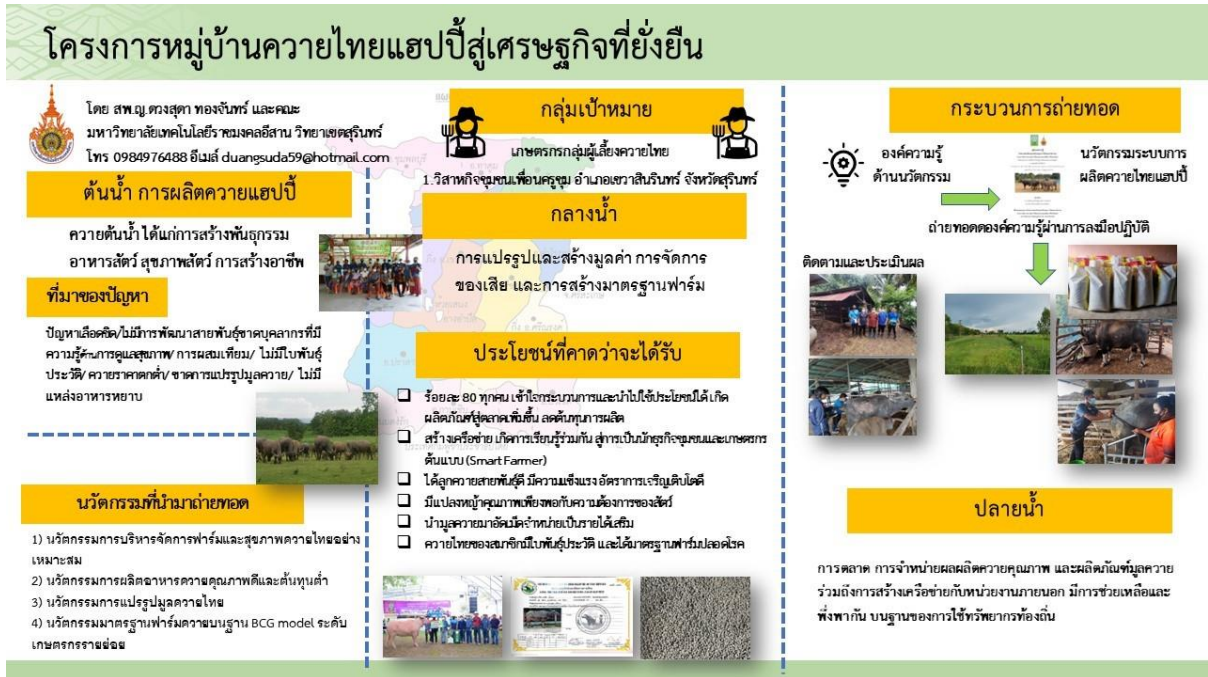 โครงการหมู่บ้านควายไทยแฮปปี้สู่เศรษฐกิจที่ยั่งยืน
โดย สพ.ญ.ดวงสุดา ทองจันทร์ และคณะ
มหาวิทยาลัยเทคโนโลยีราชมงคลอีสาน วิทยาเขตสุรินทร์
โทร 0984976488 อีเมล์ duangsuda59@hotmail.com
ต้นน้ำ การผลิตควายแฮปปี้
ควายต้นน้ำ ได้แก่การสร้างพันธุกรรม
อาหารสัตว์ สุขภาพสัตว์ การสร้างอาชีพ
ที่มาของปัญหา
ปัญหาเลือดชิด/ไม่มีการพัฒนาสายพันธุ์ขาดบุคลากรที่มี
ความรู้ด้านการดูแลสุขภาพ/ การผสมเทียม/ ไม่มีใบพันธุ์
ประวัติ/ ควายราคาตกต่ำ/ ขาดการแปรรูปมูลควาย/ ไม่มี
แหล่งอาหารหยาบ
นวัตกรรมที่นำมาถ่ายทอด
1) นวัตกรรมการบริหารจัดการฟาร์มและสุขภาพควายไทยอย่าง
เหมาะสม
2) นวัตกรรมการผลิตอาหารควายคุณภาพดีและต้นทุนต่ำ
3) นวัตกรรมการแปรรูปมูลควายไทย
4) นวัตกรรมมาตรฐานฟาร์มควายบนฐาน BCG model ระดับ
เกษตรกรรายย่อย
กลุ่มเป้าหมาย
เกษตรกรกลุ่มผู้เลี้ยงควายไทย
1.วิสาหกิจชุมชนเพื่อนครูชุม อำเภอเขวาสินรินทร์ จังหวัดสุรินทร์
กลางน้ำ
การแปรรูปและสร้างมูลค่า การจัดการ
ของเสีย และการสร้างมาตรฐานฟาร์ม
ประโยชน์ที่คาดว่าจะได้รับ
ร้อยละ 80 ทุกคน เข้าใจกระบวนการและนำไปใช้ประโยชน์ได้ เกิด
ผลิตภัณฑ์สู่ตลาดเพิ่มขึ้น ลดต้นทุนการผลิต
สร้างเครือข่าย เกิดการเรียนรู้ร่วมกัน สู่การเป็นนักธุรกิจชุมชนและเกษตรกร
ต้นแบบ (Smart Farmer)
ได้ลูกควายสายพันธุ์ดี มีความแข็งแรง อัตราการเจริญเติบโตดี
มีแปลงหญ้าคุณภาพเพียงพอกับความต้องการของสัตว์
นำมูลควายมาอัดเม็ดจำหน่ายเป็นรายได้เสริม
ควายไทยของสมาชิกมีใบพันธุ์ประวัติ และได้มาตรฐานฟาร์มปลอดโรค
กระบวนการถ่ายทอด
องค์ความรู้
ด้านนวัตกรรม
นวัตกรรมระบบการ
ผลิตควายไทยแฮปปี้
ถ่ายทอดองค์ความรู้ผ่านการลงมือปฏิบัติ
ติดตามและประเมินผล
ปลายน้ำ
การตลาด การจำหน่ายผลผลิตควายคุณภาพ และผลิตภัณฑ์มูลควาย
ร่วมถึงการสร้างเครือข่ายกับหน่วยงานภายนอก มีการช่วยเหลือและ
พึ่งพากัน บนฐานของการใช้ทรัพยากรท้องถิ่น